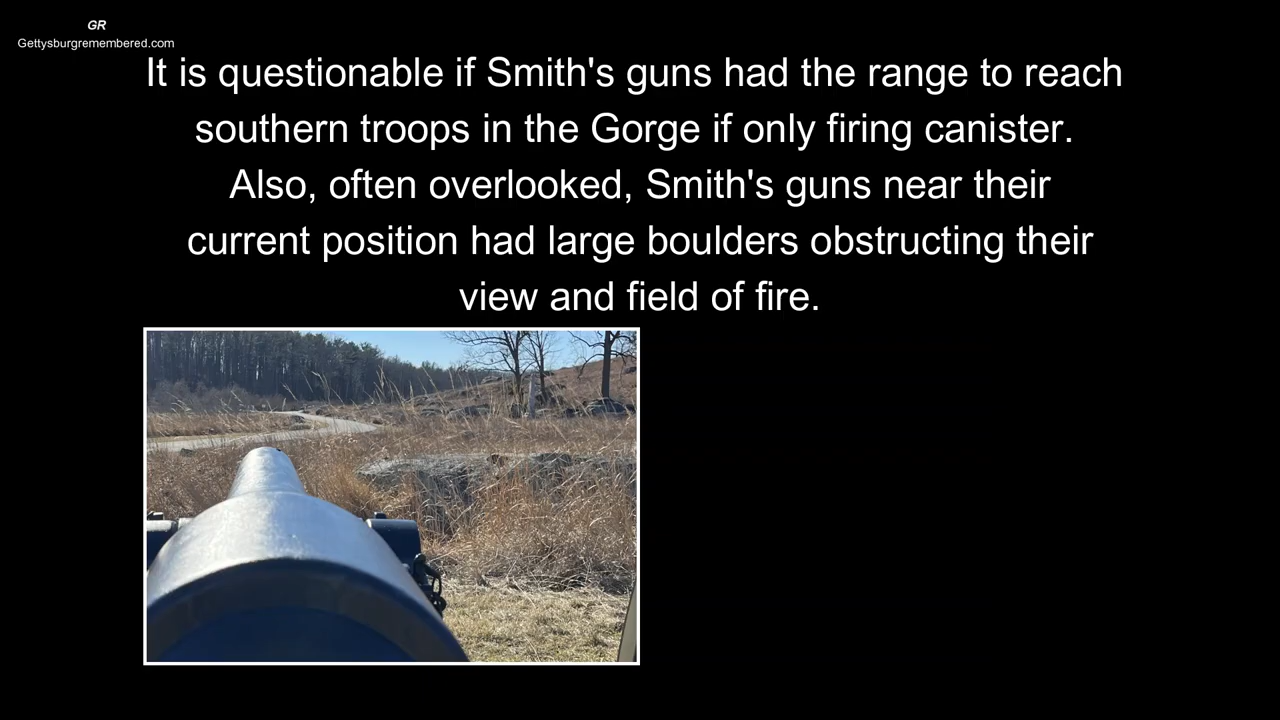 GR
Gettysburgremembered.com
It is questionable if Smith's guns had the range to reach
southern troops in the Gorge if only firing canister.
Also, often overlooked, Smith's guns near their
current position had large boulders obstructing their
view and field of fire.